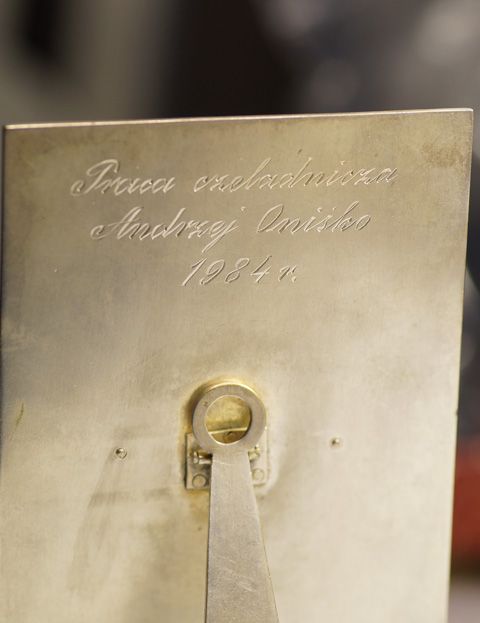 Praca czeladnicza
Andrzej Oniśko
1984 r.